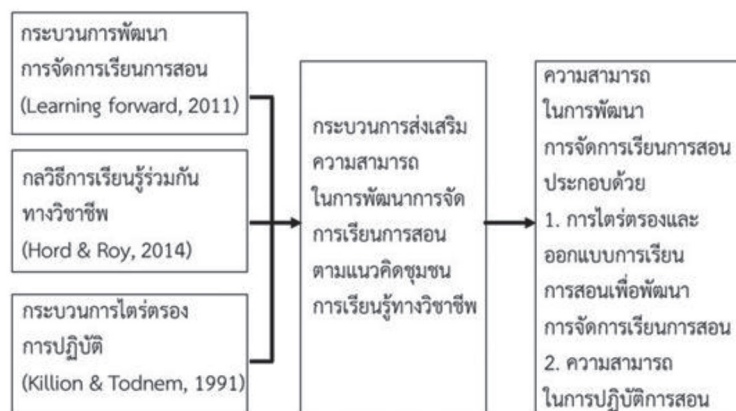 กระบวนการพัฒนา
การจัดการเรียนการสอน
(Learning forward, 2011)
กลวิธีการเรียนรู้ร่วมกัน
ทางวิชาชีพ
(Hord & Roy, 2014)
กระบวนการไตร่ตรอง
การปฏิบัติ
(Killion & Todnem, 1991)
กระบวนการส่งเสริม
ความสามารถ
ในการพัฒนาการจัด
การเรียนการสอน
ตามแนวคิดชุมชน
การเรียนรู้ทางวิชาชีพ
ความสามารถ
ในการพัฒนา
การจัดการเรียนการสอน
ประกอบด้วย
1. การไตร่ตรองและ
ออกแบบการเรียน
การสอนเพื่อพัฒนา
การจัดการเรียนการสอน
2. ความสามารถ
ในการปฏิบัติการสอน